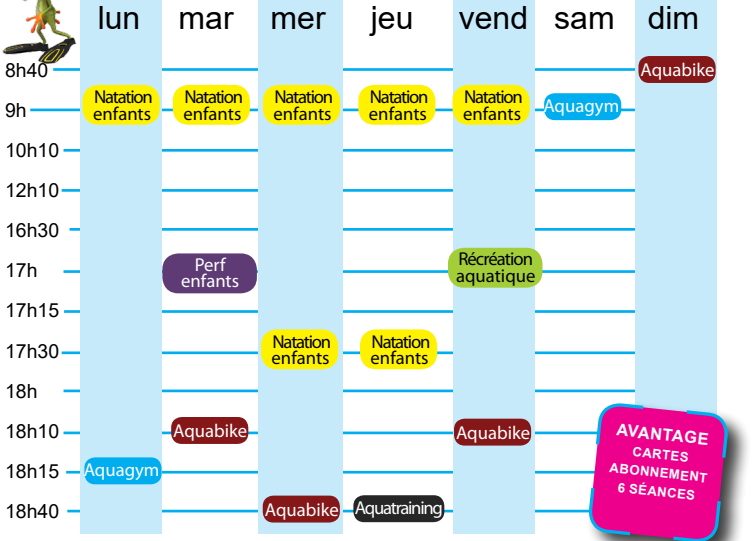 lun mar mer jeu vend sam dim
8h40 Aquabike
9h Natation enfants Natation enfants Natation enfants Natation enfants Natation enfants Aquagym
10h10
12h10
16h30
17h Perf enfants Récréation aquatique
17h15
17h30 Natation enfants Natation enfants
18h
18h10 Aquabike Aquabike
18h15 Aquagym
18h40 Aquabike Aquatraining
AVANTAGE
CARTES
ABONNEMENT
6 SÉANCES